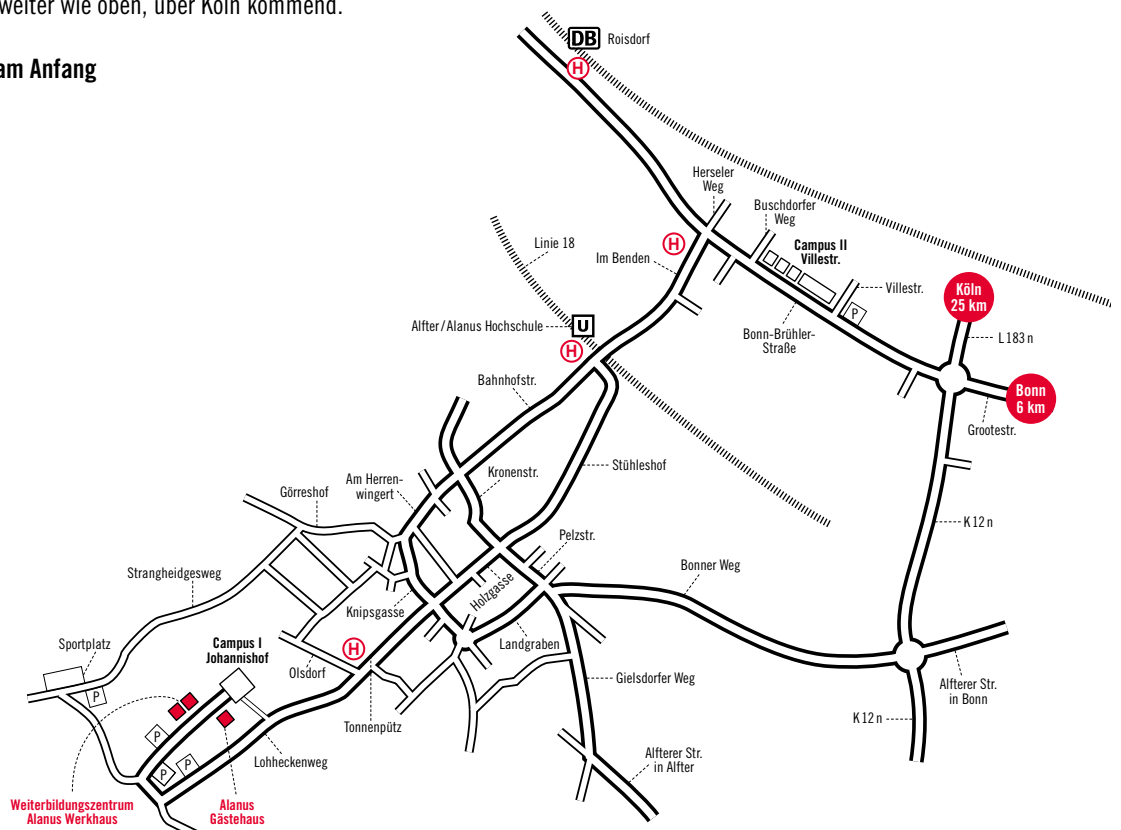 weiter wie oben, über Köln kommend.
am Anfang
DB Roisdorf
H
Herseler
Weg
Buschdorfer
Weg
Linie 18
H
Im Benden
Campus II
Villestr.
Villestr.
P
Köln
25 km
L 183 n
Alfter/Alanus Hochschule
U
H
Bonn-Brühler-
Straße
Bonn
6 km
Grootestr.
Bahnhofstr.
Stühleshof
Kronenstr.
Am Herren-
wingert
Görreshof
K 12 n
Pelzstr.
Bonner Weg
Strangheidgesweg
Holzgasse
Knipsgasse
Sportplatz
P
Campus I
Johannishof
H
Olsdorf
Landgraben
Gielsdorfer Weg
Alfterer Str.
in Bonn
K 12 n
Tonnenpütz
P
P
P
Lohheckenweg
Alfterer Str.
in Alfter
Weiterbildungszentrum
Alanus Werkhaus
Alanus
Gästehaus